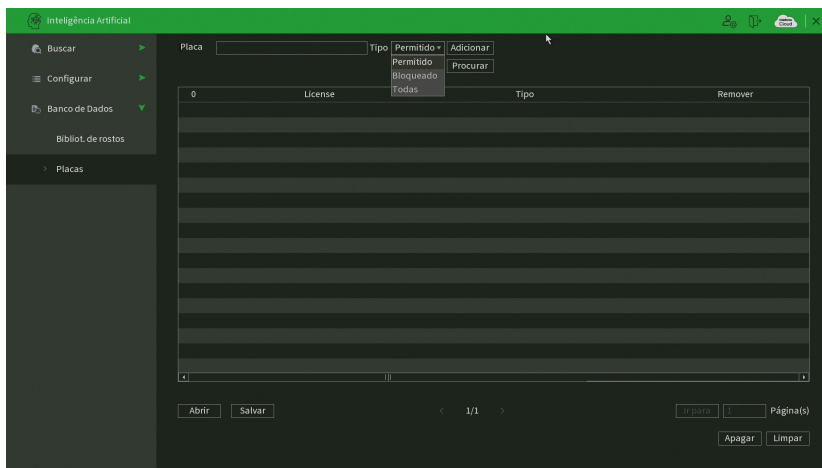 Inteligência Artificial
Cloud
Buscar
Configurar
Banco de Dados
Bibliot. de rostos
Placas
Placa Tipo Permitido Adicionar
Permitido
Bloqueado
Todas
Procurar
0 License Tipo Remover
Abrir Salvar 1/1 Ir para 1 Página(s)
Apagar Limpar